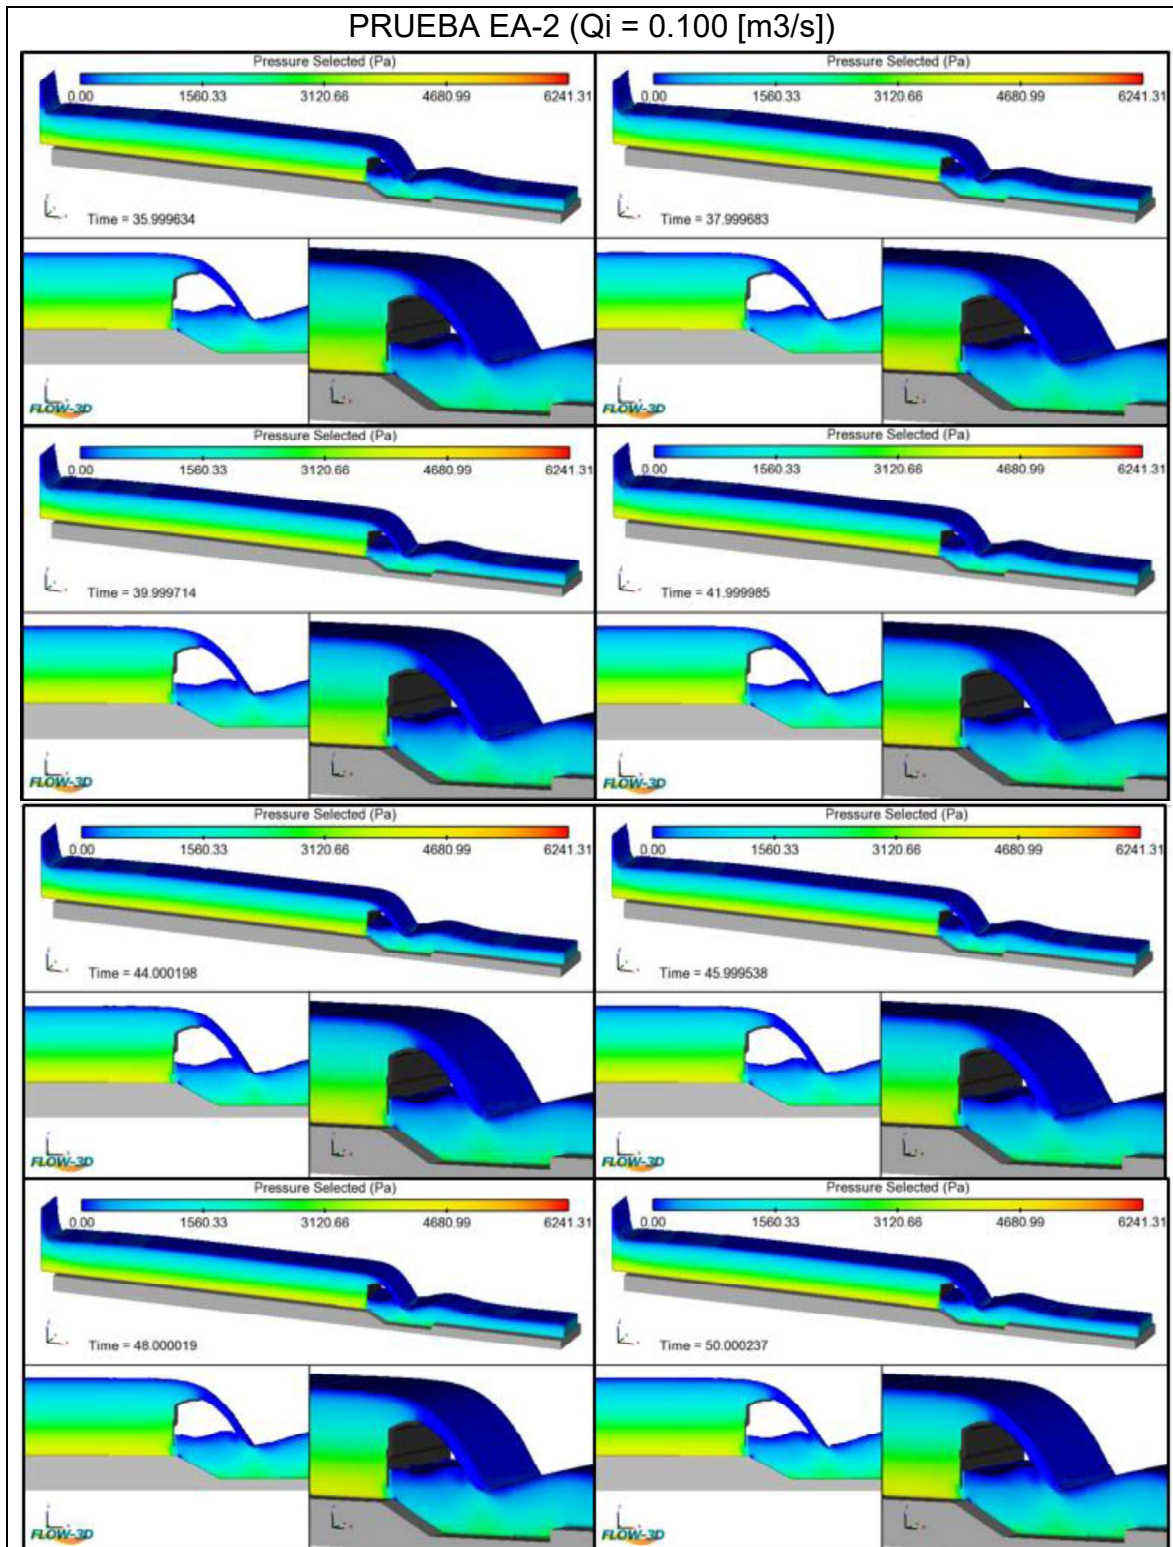 PRUEBA EA-2 (Qi = 0.100 [m3/s])
Pressure Selected (Pa)
0.00 1560.33 3120.66 4680.99 6241.31
Time = 35.999634
FLOW-3D
Pressure Selected (Pa)
0.00 1560.33 3120.66 4680.99 6241.31
Time = 37.999683
FLOW-3D
Pressure Selected (Pa)
0.00 1560.33 3120.66 4680.99 6241.31
Time = 39.999714
FLOW-3D
Pressure Selected (Pa)
0.00 1560.33 3120.66 4680.99 6241.31
Time = 41.999985
FLOW-3D
Pressure Selected (Pa)
0.00 1560.33 3120.66 4680.99 6241.31
Time = 44.000198
FLOW-3D
Pressure Selected (Pa)
0.00 1560.33 3120.66 4680.99 6241.31
Time = 45.999538
FLOW-3D
Pressure Selected (Pa)
0.00 1560.33 3120.66 4680.99 6241.31
Time = 48.000019
FLOW-3D
Pressure Selected (Pa)
0.00 1560.33 3120.66 4680.99 6241.31
Time = 50.000237
FLOW-3D